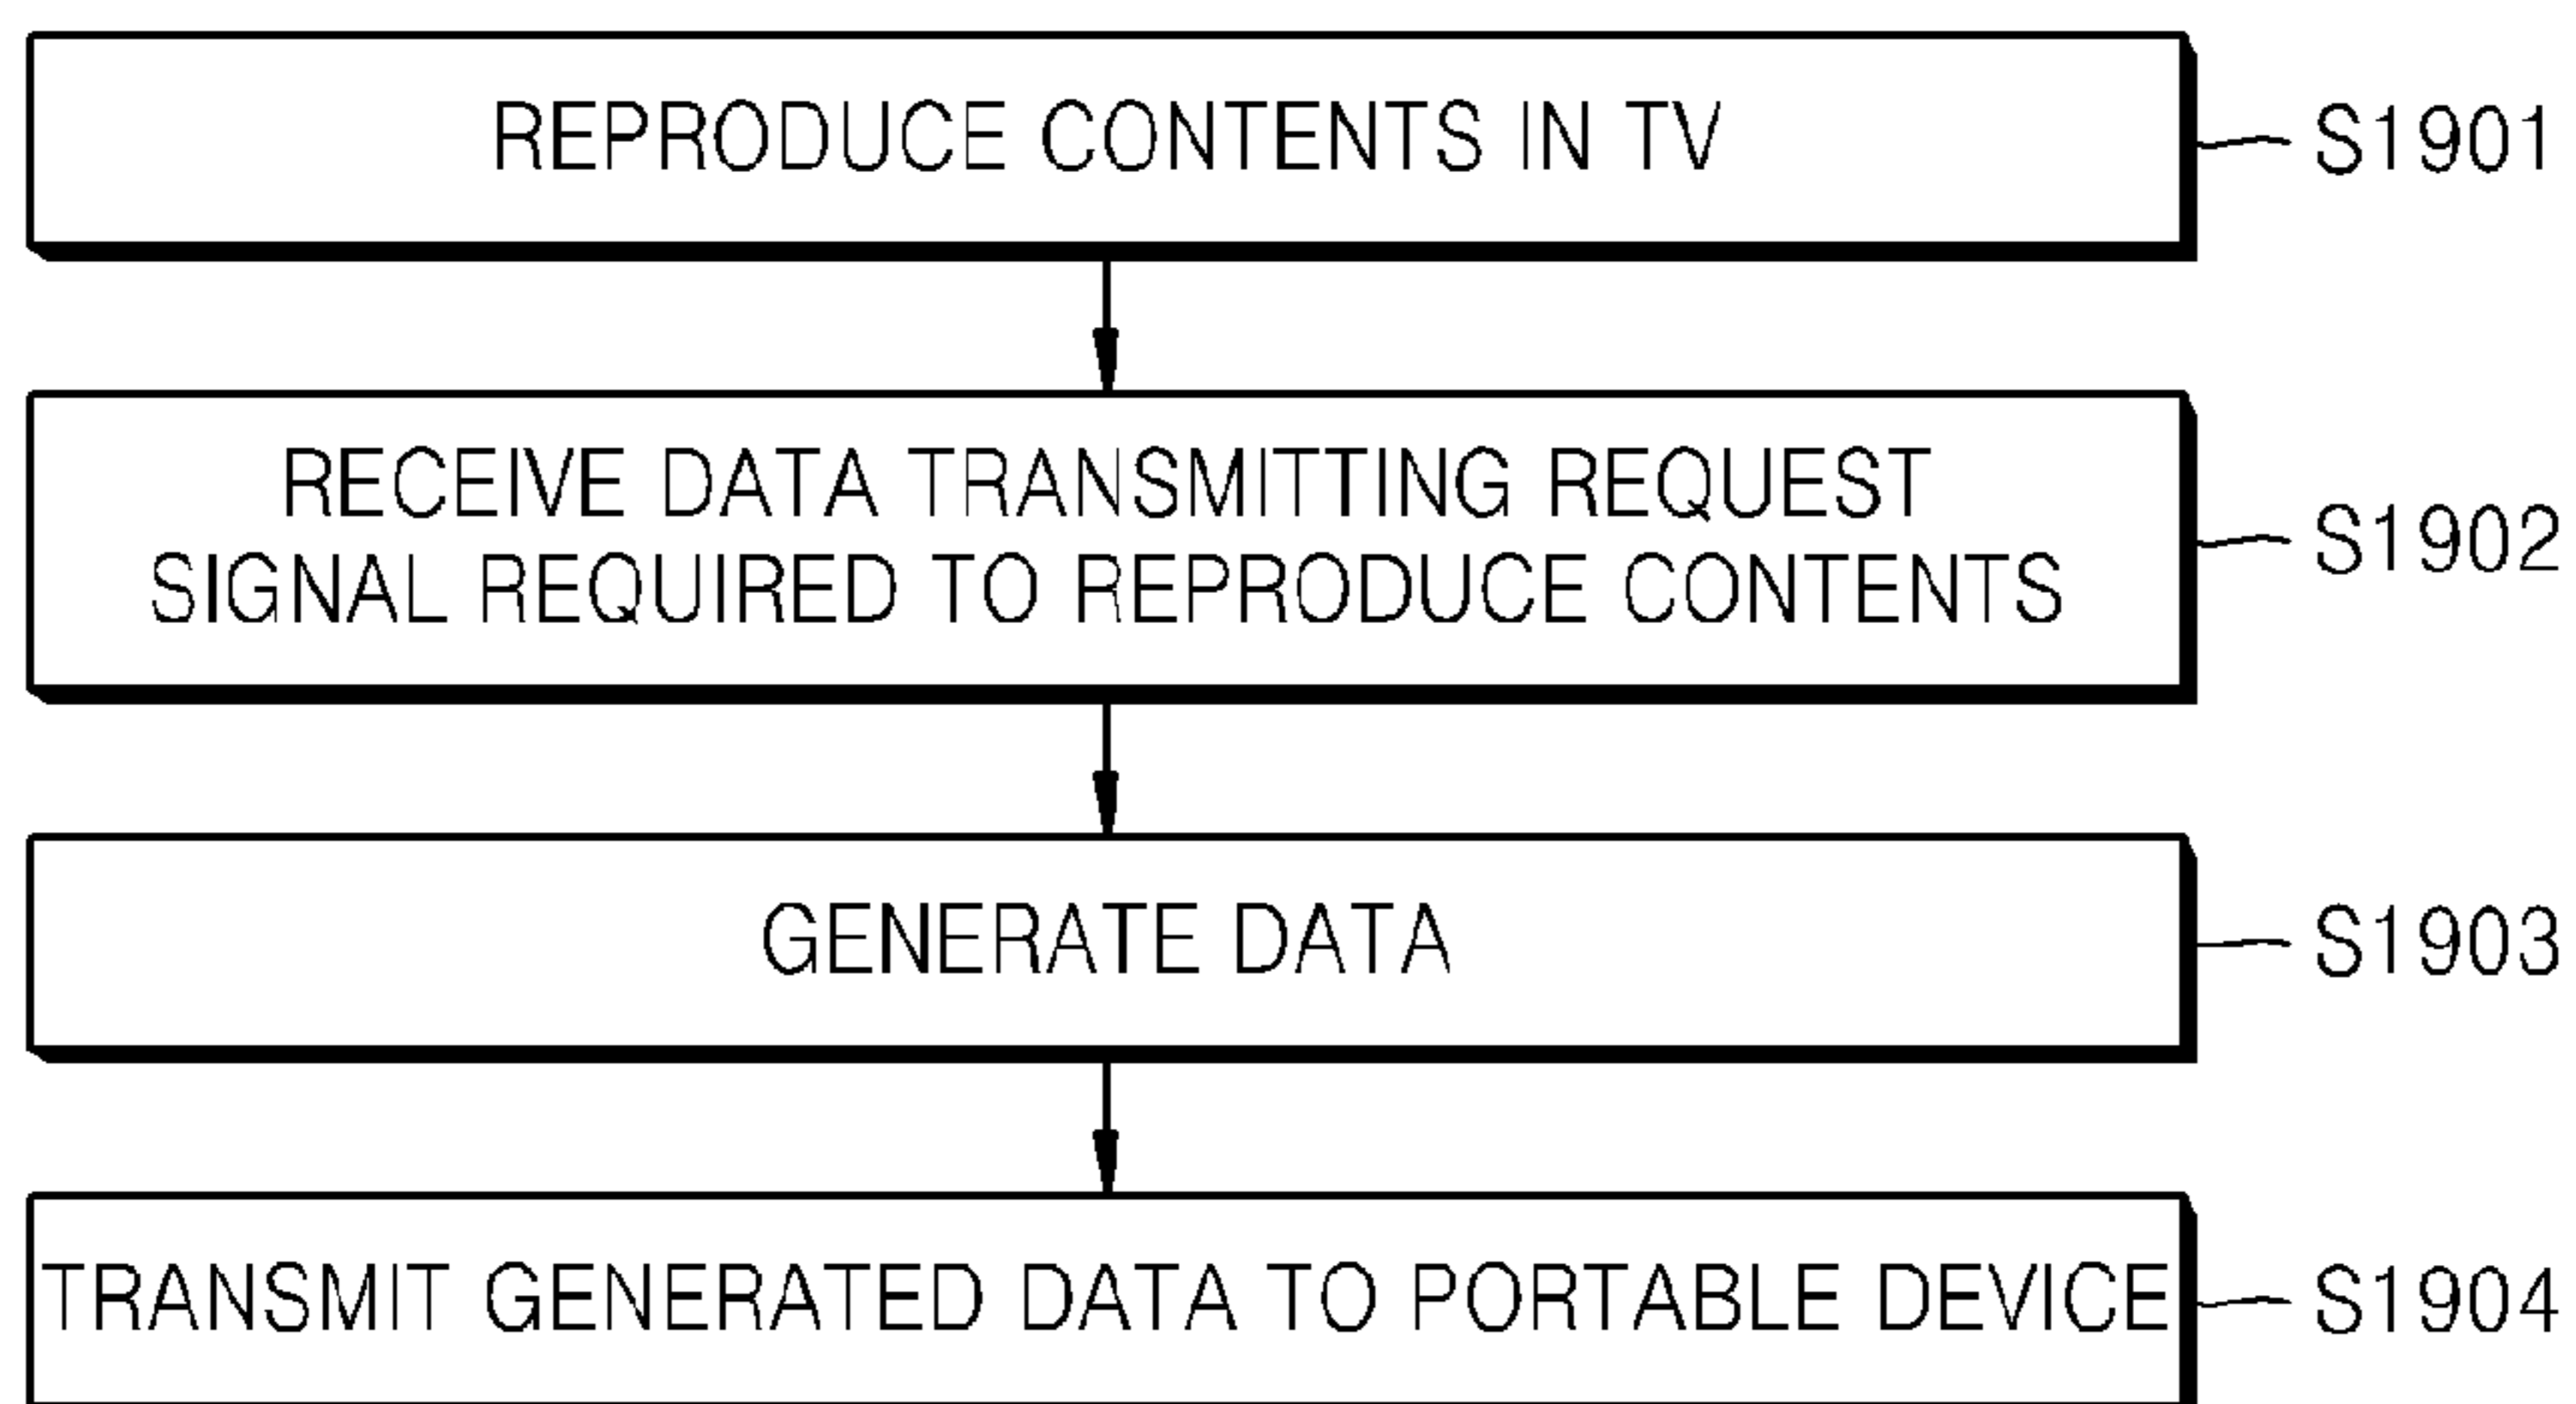 REPRODUCE CONTENTS IN TV
S1901
RECEIVE DATA TRANSMITTING REQUEST
SIGNAL REQUIRED TO REPRODUCE CONTENTS
S1902
GENERATE DATA
S1903
TRANSMIT GENERATED DATA TO PORTABLE DEVICE
S1904